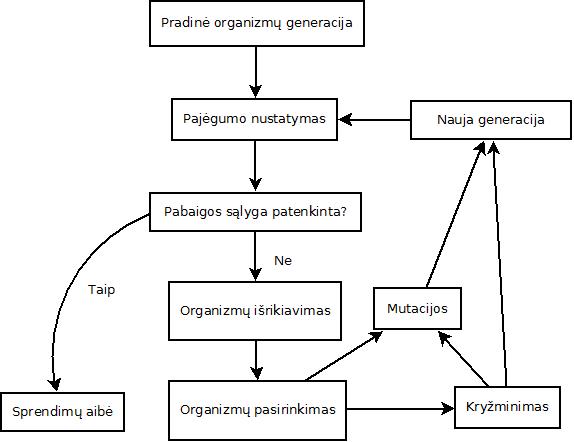 Pradinė organizmų generacija
Pajėgumo nustatymas
Nauja generacija
Pabaigos sąlyga patenkinta?
Ne
Taip
Organizmų išrikiavimas
Mutacijos
Sprendimų aibė
Organizmų pasirinkimas
Kryžminimas